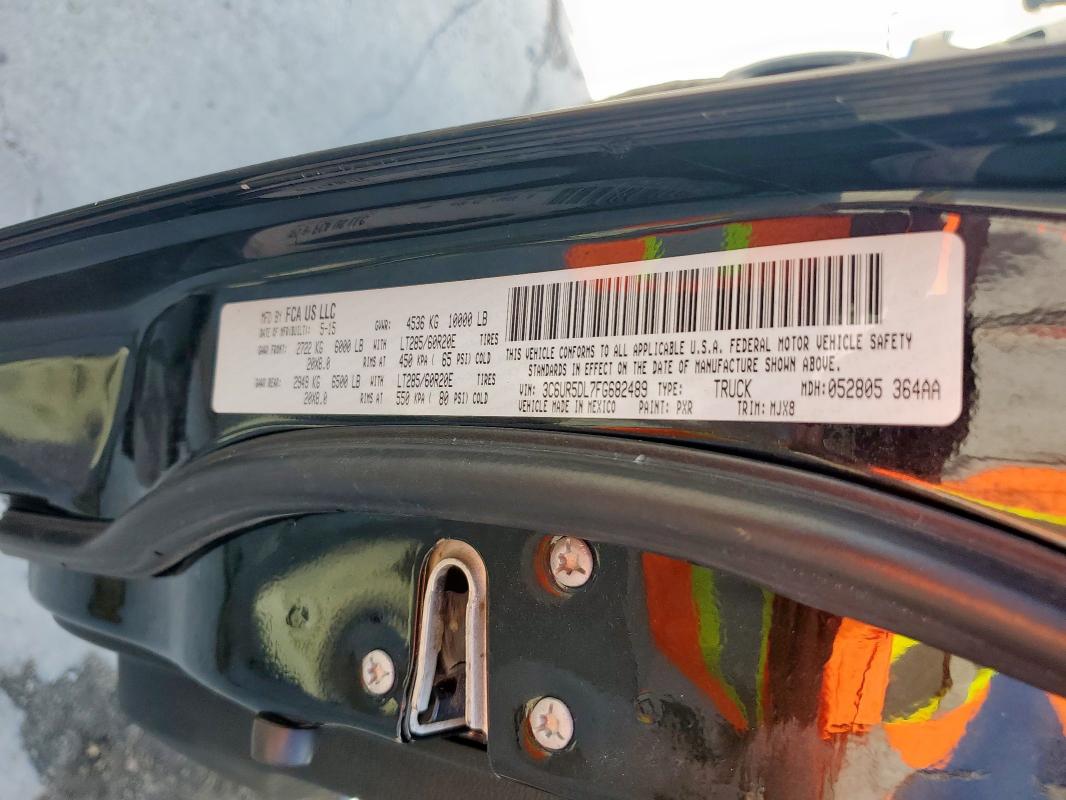 MFD BY FCA US LLC
DATE OF MFR(BUILT): 5-15 GVWR: 4536 KG 10000 LB
GAWR FRONT: 2722 KG 6000 LB WITH LT285/60R20E TIRES
20X8.0 RIMS AT 450 KPA ( 65 PSI) COLD
GAWR REAR: 2949 KG 6500 LB WITH LT285/60R20E TIRES
20X8.0 RIMS AT 550 KPA ( 80 PSI) COLD
THIS VEHICLE CONFORMS TO ALL APPLICABLE U.S.A. FEDERAL MOTOR VEHICLE SAFETY
STANDARDS IN EFFECT ON THE DATE OF MANUFACTURE SHOWN ABOVE.
VIN: 3C6UR5DL7FG682489 TYPE: TRUCK MDH: 052805 364AA
VEHICLE MADE IN MEXICO PAINT: PXR TRIM: MJX8